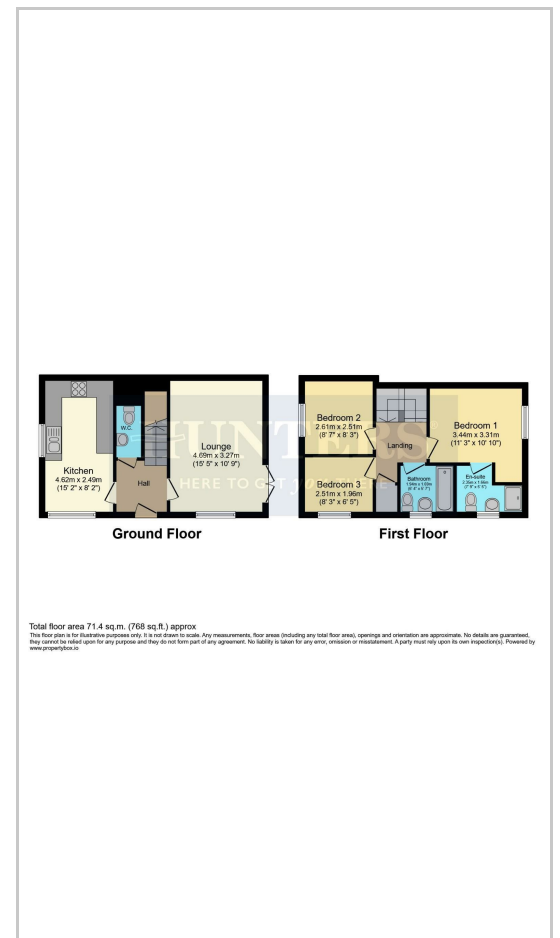 Kitchen
4.62m x 2.49m
(15' 2" x 8' 2")
W.C.
Hall
Lounge
4.69m x 3.27m
(15' 5" x 10' 9")
Ground Floor
Bedroom 2
2.61m x 2.51m
(8' 7" x 8' 3")
Landing
Bedroom 1
3.44m x 3.31m
(11' 3" x 10' 10")
Bedroom 3
2.51m x 1.96m
(8' 3" x 6' 5")
Bathroom
En-suite
First Floor
HUNTERS
HERE TO GET you THERE
Total floor area 71.4 sq.m. (768 sq.ft.) approx
This floor plan is for illustrative purposes only. It is not drawn to scale. Any measurements, floor areas (including any total floor area), openings and orientation are approximate. No details are guaranteed,
they cannot be relied upon for any purpose and they do not form part of any agreement. No liability is taken for any error, omission or misstatement. A party must rely upon its own inspection(s). Powered by
www.propertybox.io